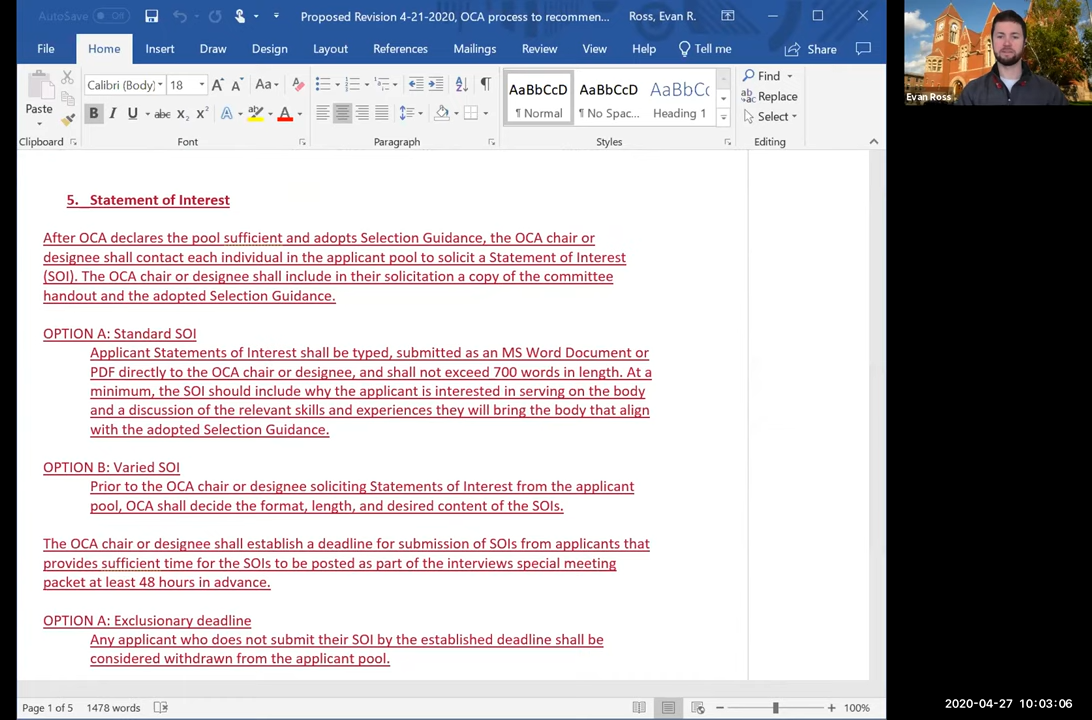 AutoSave Off
Proposed Revision 4-21-2020, OCA process to recommen...
Ross, Evan R.
File Home Insert Draw Design Layout References Mailings Review View Help Tell me Share
Paste
Calibri (Body) 18
AaBbCcD AaBbCcD AaBbCc
¶ Normal ¶ No Spac... Heading 1
Find
Replace
Select
Clipboard Font Paragraph Styles Editing
Evan Ross
5. Statement of Interest
After OCA declares the pool sufficient and adopts Selection Guidance, the OCA chair or
designee shall contact each individual in the applicant pool to solicit a Statement of Interest
(SOI). The OCA chair or designee shall include in their solicitation a copy of the committee
handout and the adopted Selection Guidance.
OPTION A: Standard SOI
Applicant Statements of Interest shall be typed, submitted as an MS Word Document or
PDF directly to the OCA chair or designee, and shall not exceed 700 words in length. At a
minimum, the SOI should include why the applicant is interested in serving on the body
and a discussion of the relevant skills and experiences they will bring the body that align
with the adopted Selection Guidance.
OPTION B: Varied SOI
Prior to the OCA chair or designee soliciting Statements of Interest from the applicant
pool, OCA shall decide the format, length, and desired content of the SOIs.
The OCA chair or designee shall establish a deadline for submission of SOIs from applicants that
provides sufficient time for the SOIs to be posted as part of the interviews special meeting
packet at least 48 hours in advance.
OPTION A: Exclusionary deadline
Any applicant who does not submit their SOI by the established deadline shall be
considered withdrawn from the applicant pool.
Page 1 of 5 1478 words 100%
2020-04-27 10:03:06